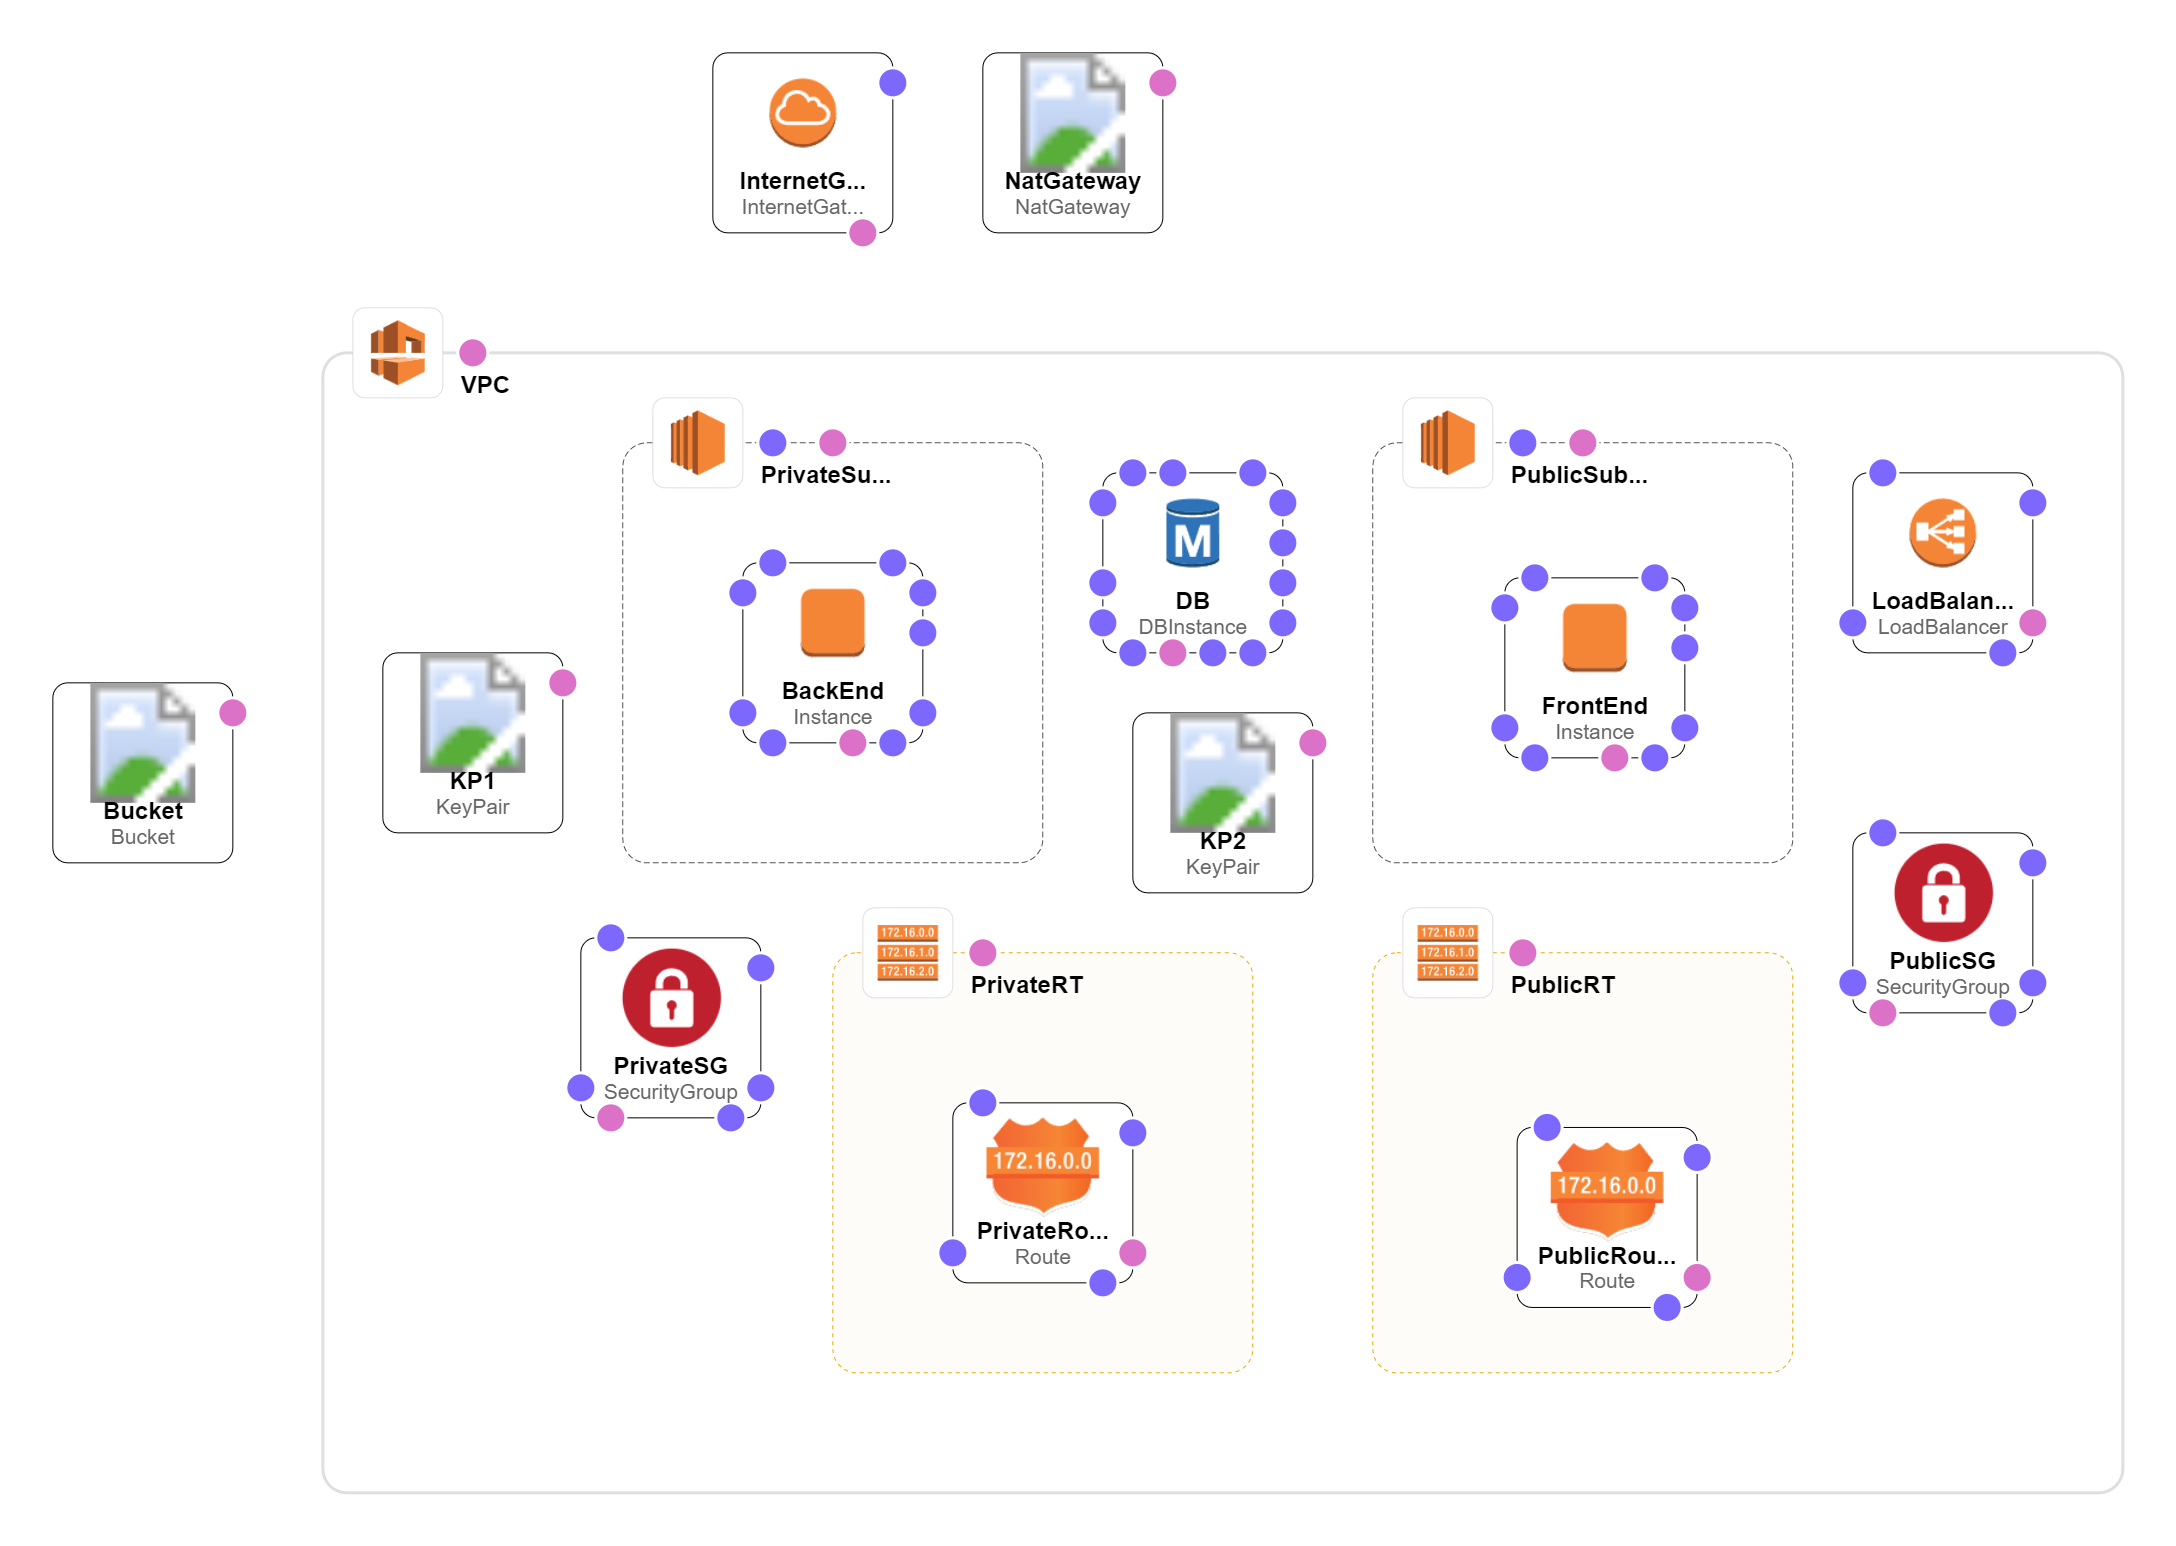 InternetG...
InternetGat...
NatGateway
NatGateway
VPC
PrivateSu...
PublicSub...
DB
DBInstance
LoadBalan...
LoadBalancer
BackEnd
Instance
FrontEnd
Instance
KP1
KeyPair
Bucket
Bucket
KP2
KeyPair
172.16.0.0
172.16.1.0
172.16.2.0
PrivateRT
172.16.0.0
172.16.1.0
172.16.2.0
PublicRT
PublicSG
SecurityGroup
PrivateSG
SecurityGroup
172.16.0.0
PrivateRo...
Route
172.16.0.0
PublicRou...
Route
M